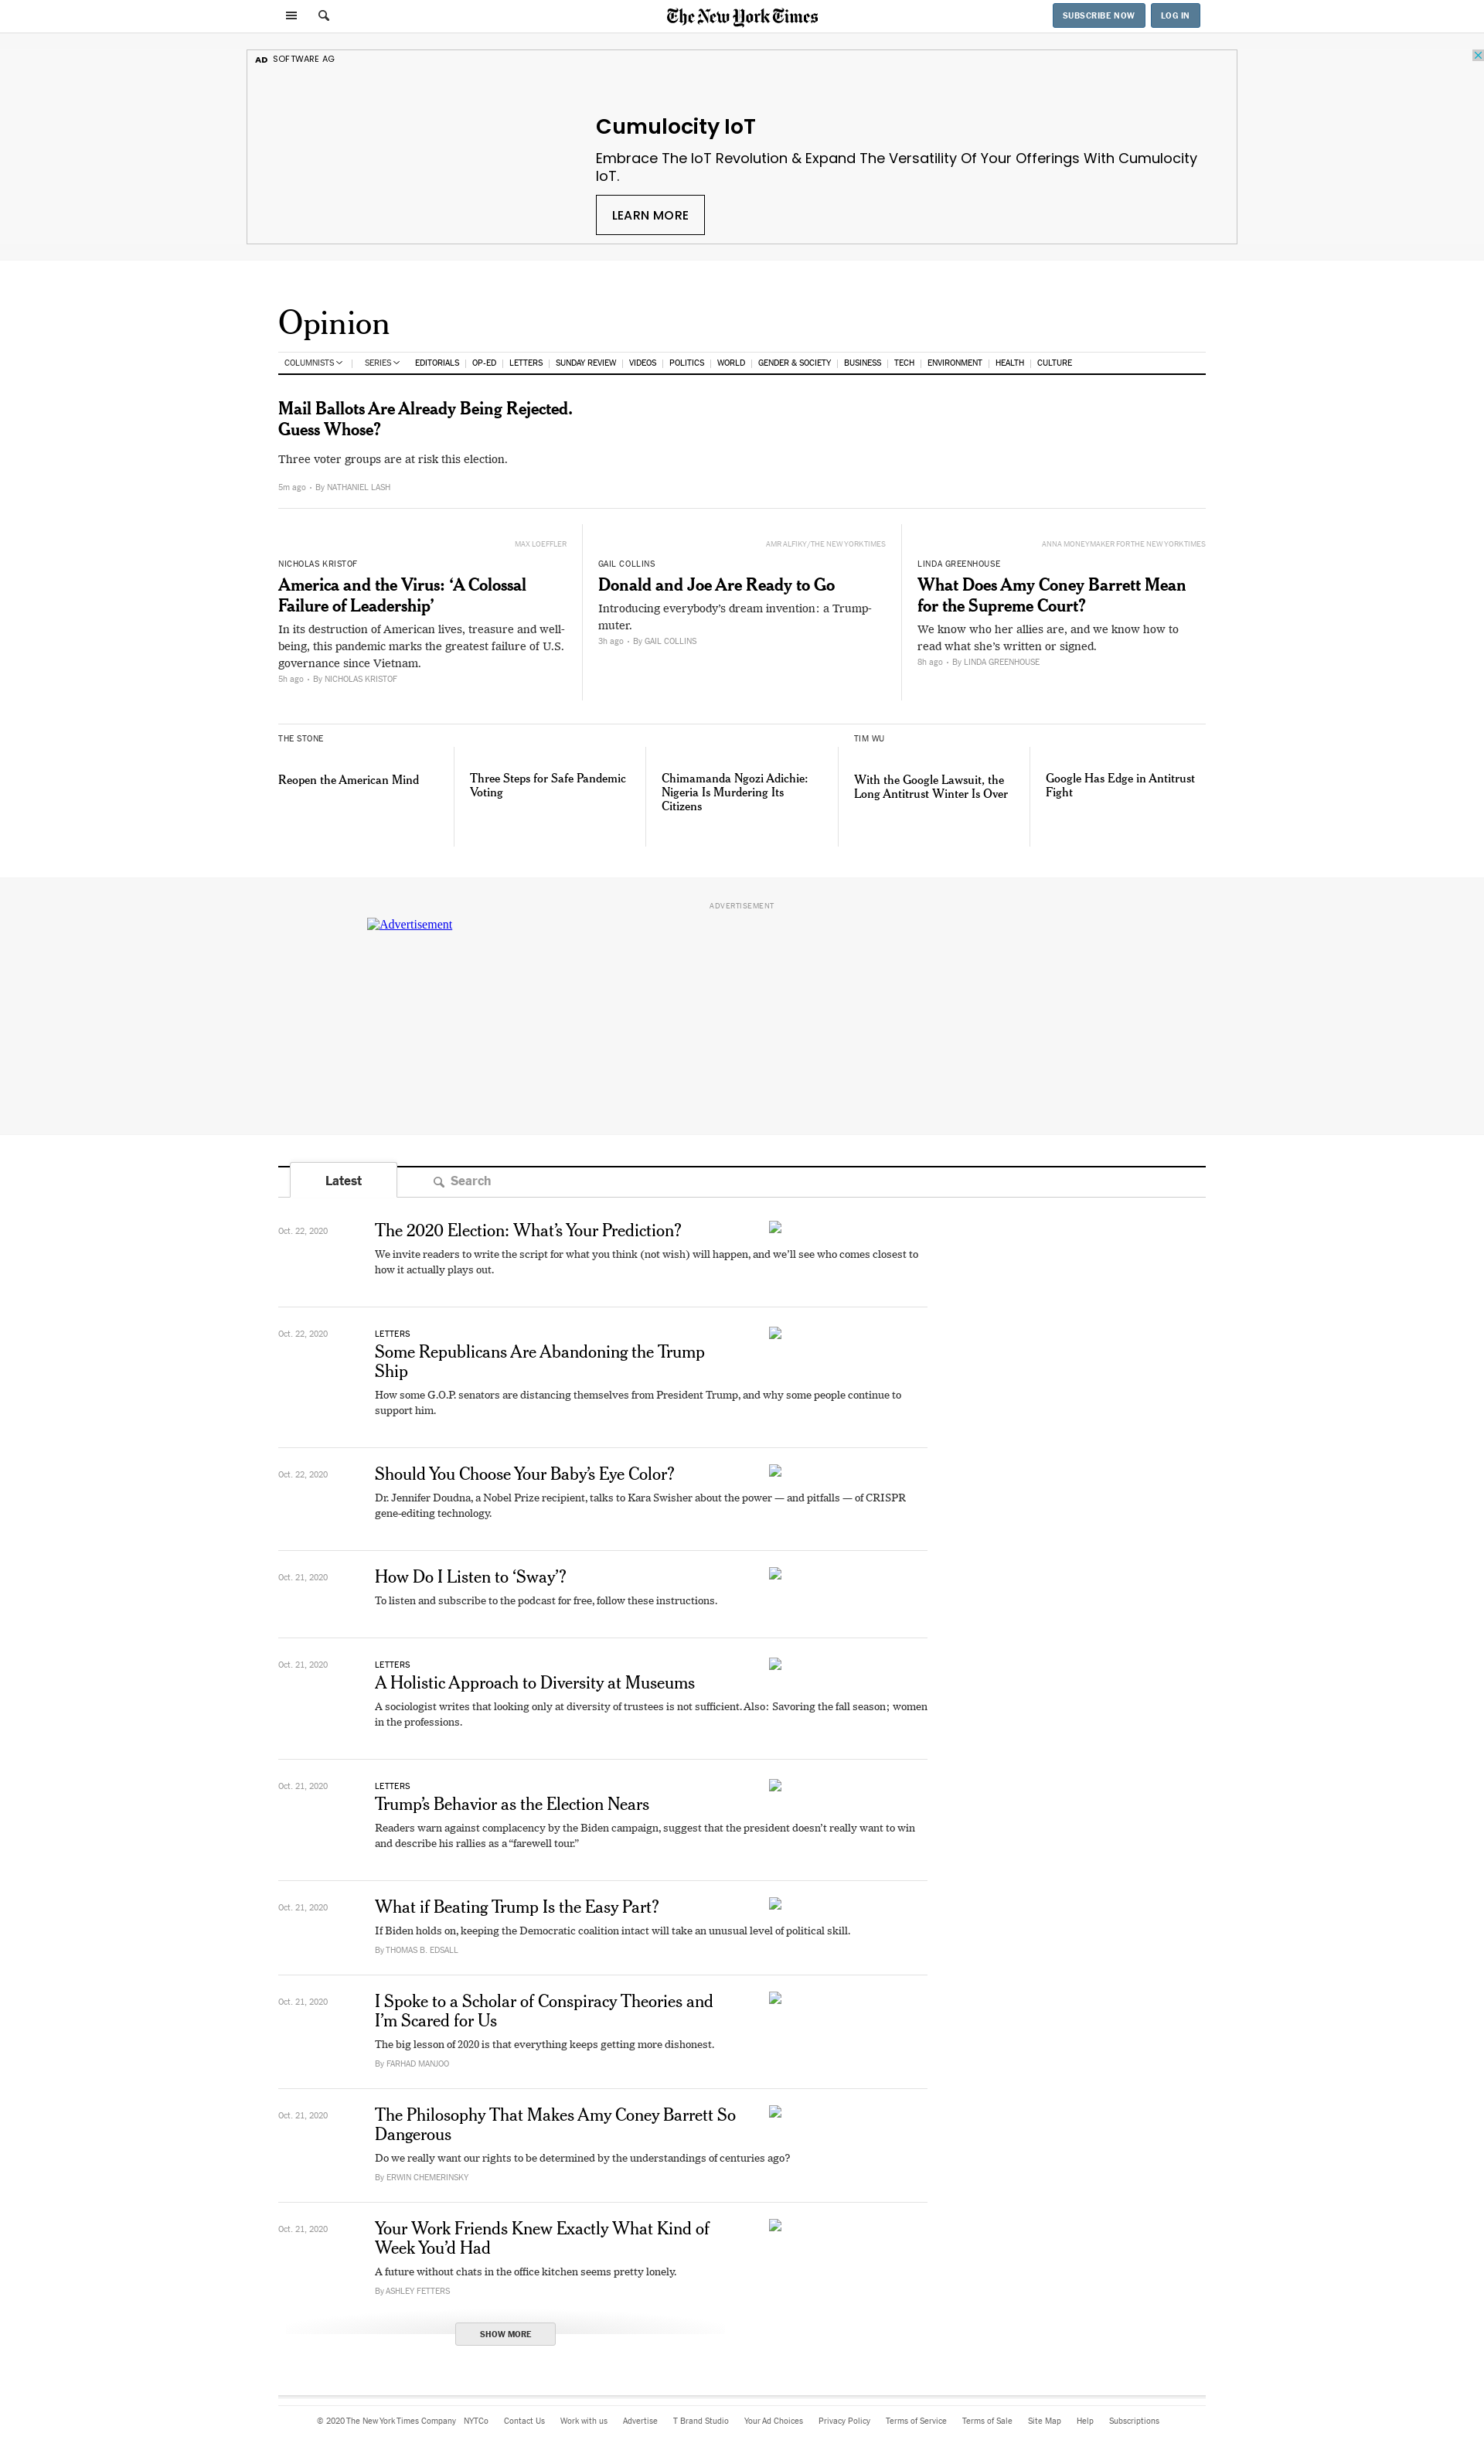 The New York Times
SUBSCRIBE NOW
LOG IN
AD SOFTWARE AG
Cumulocity IoT
Embrace The IoT Revolution & Expand The Versatility Of Your Offerings With Cumulocity
IoT.
LEARN MORE
Opinion
COLUMNISTS | SERIES EDITORIALS | OP-ED | LETTERS | SUNDAY REVIEW | VIDEOS | POLITICS | WORLD | GENDER & SOCIETY | BUSINESS | TECH | ENVIRONMENT | HEALTH | CULTURE
Mail Ballots Are Already Being Rejected.
Guess Whose?
Three voter groups are at risk this election.
5m ago • By NATHANIEL LASH
MAX LOEFFLER
NICHOLAS KRISTOF
America and the Virus: ‘A Colossal
Failure of Leadership’
In its destruction of American lives, treasure and well-
being, this pandemic marks the greatest failure of U.S.
governance since Vietnam.
5h ago • By NICHOLAS KRISTOF
AMR ALFIKY/THE NEW YORK TIMES
GAIL COLLINS
Donald and Joe Are Ready to Go
Introducing everybody’s dream invention: a Trump-
muter.
3h ago • By GAIL COLLINS
ANNA MONEYMAKER FOR THE NEW YORK TIMES
LINDA GREENHOUSE
What Does Amy Coney Barrett Mean
for the Supreme Court?
We know who her allies are, and we know how to
read what she’s written or signed.
8h ago • By LINDA GREENHOUSE
THE STONE
Reopen the American Mind
Three Steps for Safe Pandemic
Voting
Chimamanda Ngozi Adichie:
Nigeria Is Murdering Its
Citizens
TIM WU
With the Google Lawsuit, the
Long Antitrust Winter Is Over
Google Has Edge in Antitrust
Fight
ADVERTISEMENT
Advertisement
Latest
Search
Oct. 22, 2020
The 2020 Election: What’s Your Prediction?
We invite readers to write the script for what you think (not wish) will happen, and we’ll see who comes closest to
how it actually plays out.
Oct. 22, 2020
LETTERS
Some Republicans Are Abandoning the Trump
Ship
How some G.O.P. senators are distancing themselves from President Trump, and why some people continue to
support him.
Oct. 22, 2020
Should You Choose Your Baby’s Eye Color?
Dr. Jennifer Doudna, a Nobel Prize recipient, talks to Kara Swisher about the power — and pitfalls — of CRISPR
gene-editing technology.
Oct. 21, 2020
How Do I Listen to ‘Sway’?
To listen and subscribe to the podcast for free, follow these instructions.
Oct. 21, 2020
LETTERS
A Holistic Approach to Diversity at Museums
A sociologist writes that looking only at diversity of trustees is not sufficient. Also: Savoring the fall season; women
in the professions.
Oct. 21, 2020
LETTERS
Trump’s Behavior as the Election Nears
Readers warn against complacency by the Biden campaign, suggest that the president doesn’t really want to win
and describe his rallies as a “farewell tour.”
Oct. 21, 2020
What if Beating Trump Is the Easy Part?
If Biden holds on, keeping the Democratic coalition intact will take an unusual level of political skill.
By THOMAS B. EDSALL
Oct. 21, 2020
I Spoke to a Scholar of Conspiracy Theories and
I’m Scared for Us
The big lesson of 2020 is that everything keeps getting more dishonest.
By FARHAD MANJOO
Oct. 21, 2020
The Philosophy That Makes Amy Coney Barrett So
Dangerous
Do we really want our rights to be determined by the understandings of centuries ago?
By ERWIN CHEMERINSKY
Oct. 21, 2020
Your Work Friends Knew Exactly What Kind of
Week You’d Had
A future without chats in the office kitchen seems pretty lonely.
By ASHLEY FETTERS
SHOW MORE
© 2020 The New York Times Company NYTCo Contact Us Work with us Advertise T Brand Studio Your Ad Choices Privacy Policy Terms of Service Terms of Sale Site Map Help Subscriptions